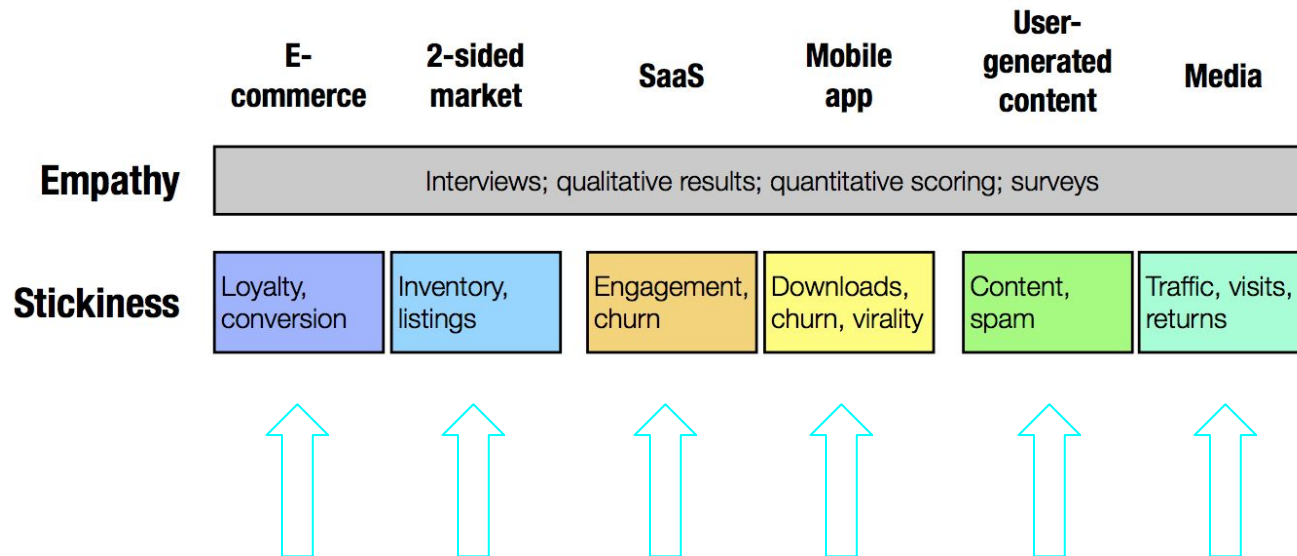 E-
commerce
2-sided
market
SaaS
Mobile
app
User-
generated
content
Media
Empathy
Interviews; qualitative results; quantitative scoring; surveys
Stickiness
Loyalty,
conversion
Inventory,
listings
Engagement,
churn
Downloads,
churn, virality
Content,
spam
Traffic, visits,
returns